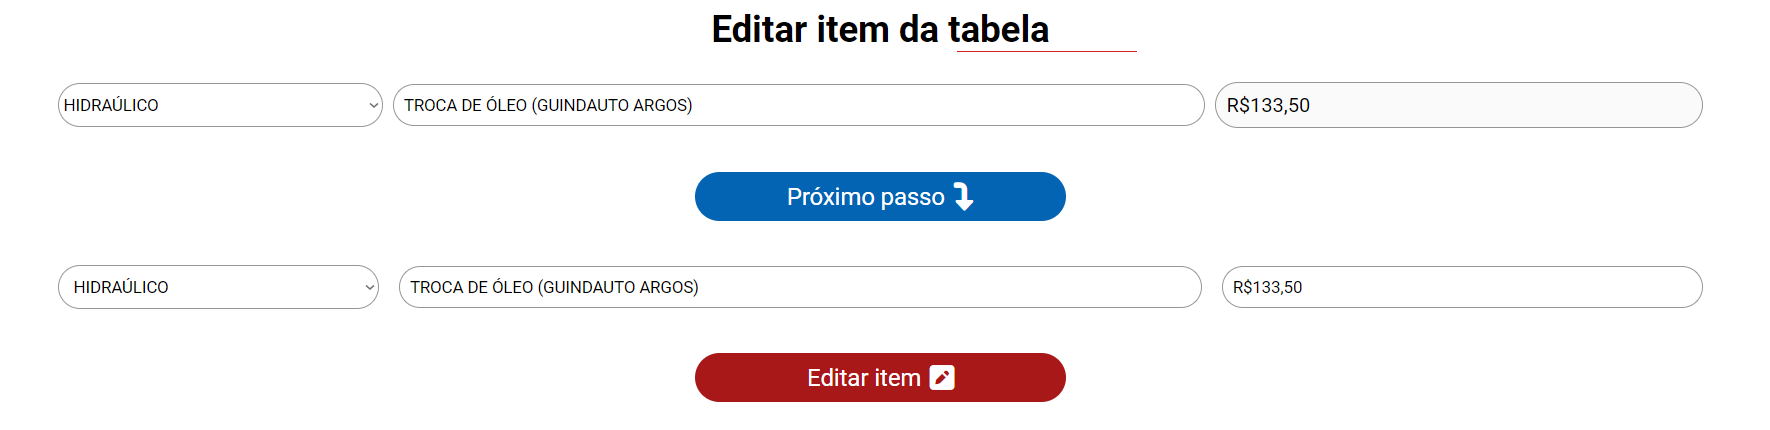 Editar item da tabela
HIDRAÚLICO TROCA DE ÓLEO (GUINDAUTO ARGOS) R$133,50
Próximo passo
HIDRAÚLICO TROCA DE ÓLEO (GUINDAUTO ARGOS) R$133,50
Editar item